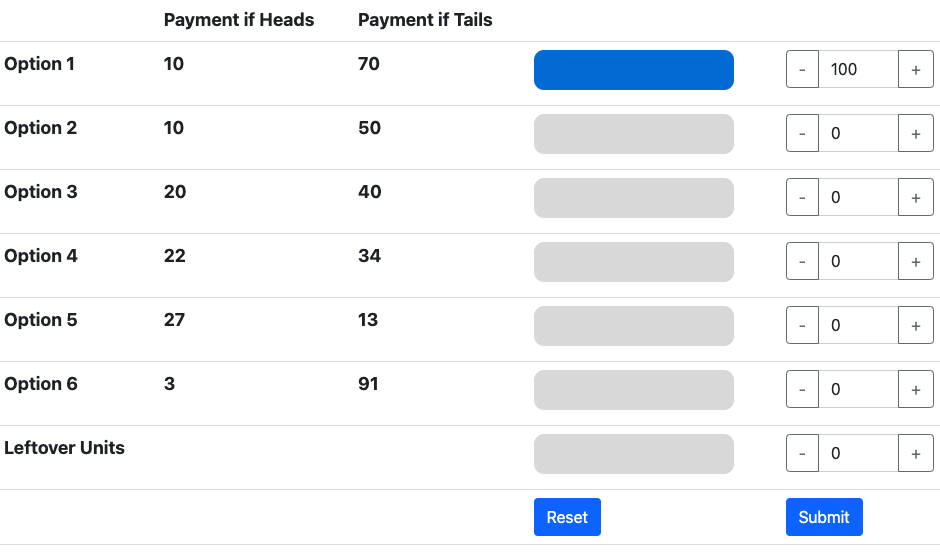 Payment if Heads Payment if Tails
Option 1 10 70 - 100 +
Option 2 10 50 - 0 +
Option 3 20 40 - 0 +
Option 4 22 34 - 0 +
Option 5 27 13 - 0 +
Option 6 3 91 - 0 +
Leftover Units - 0 +
Reset Submit